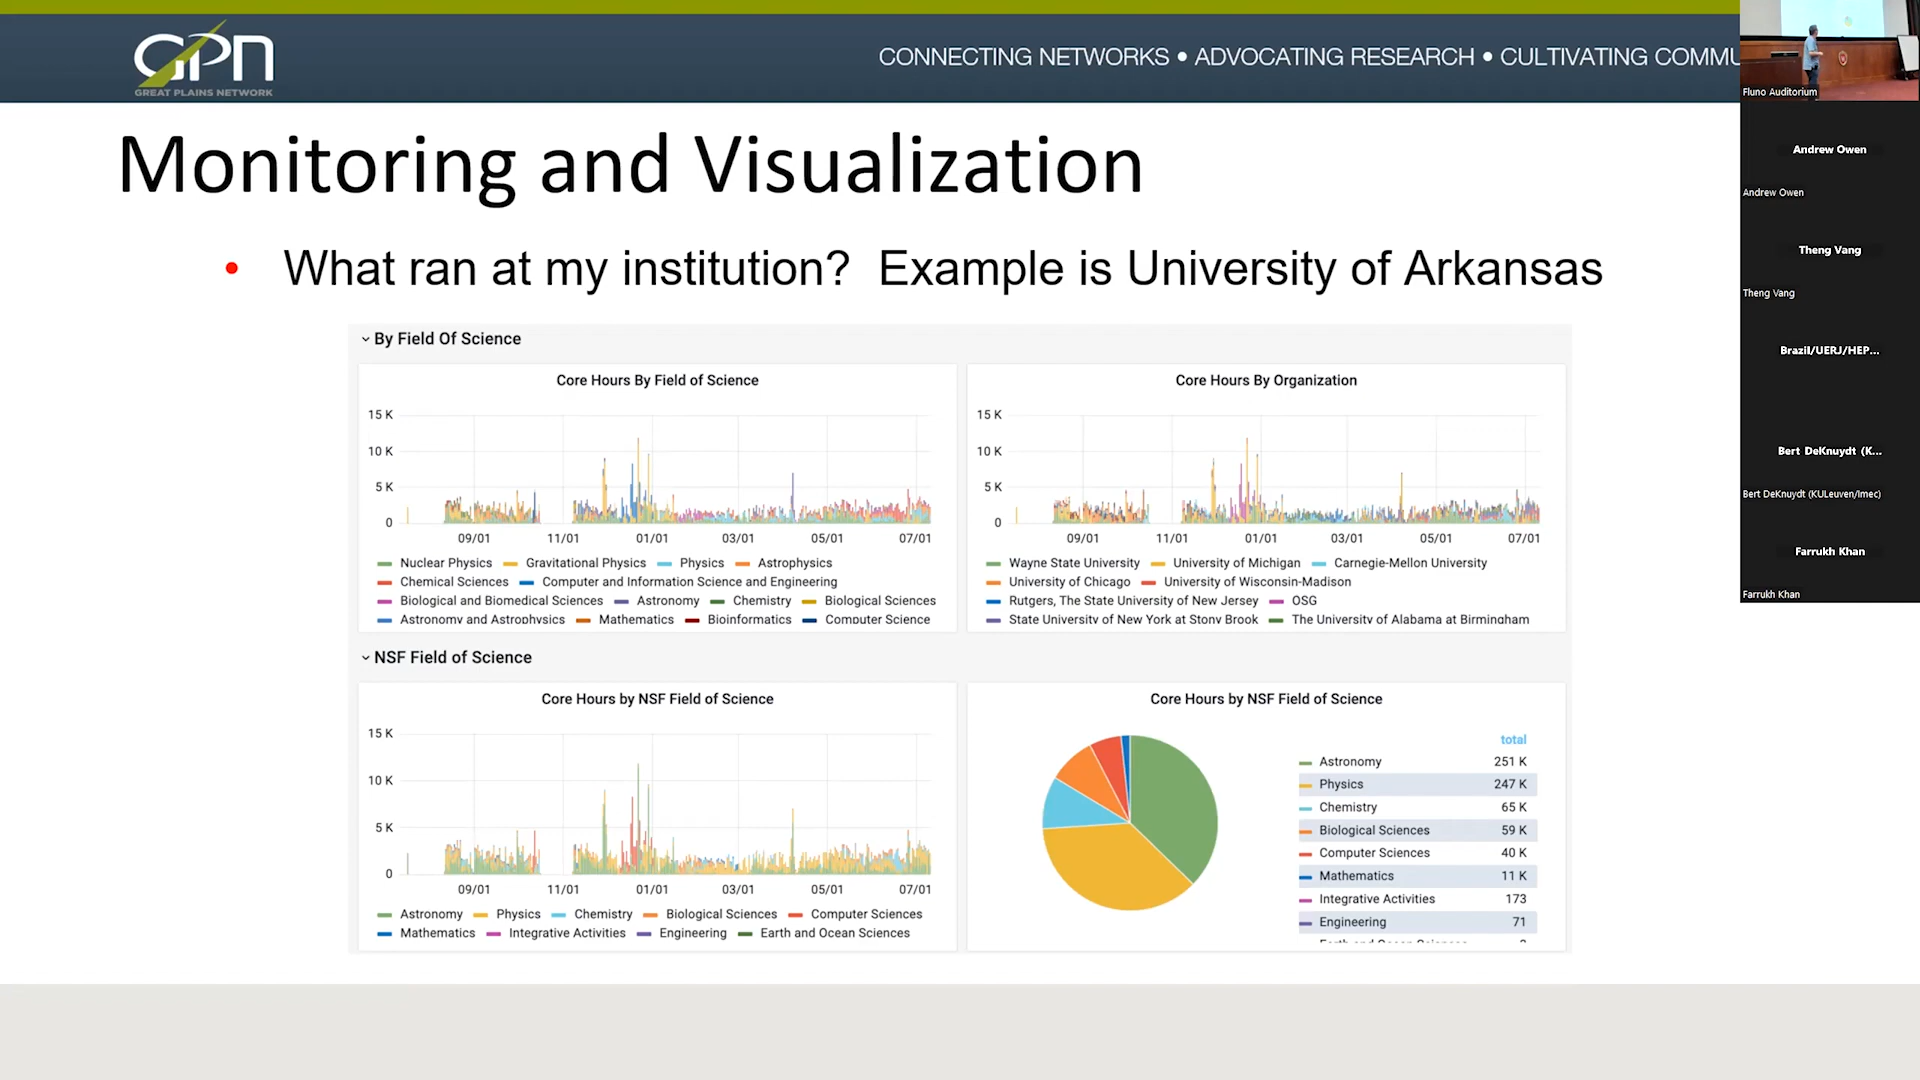 GPN
GREAT PLAINS NETWORK
CONNECTING NETWORKS • ADVOCATING RESEARCH • CULTIVATING COMMU
Monitoring and Visualization
• What ran at my institution? Example is University of Arkansas
By Field Of Science
Core Hours By Field of Science
15 K
10 K
5 K
0
09/01 11/01 01/01 03/01 05/01 07/01
Nuclear Physics Gravitational Physics Physics Astrophysics
Chemical Sciences Computer and Information Science and Engineering
Biological and Biomedical Sciences Astronomy Chemistry Biological Sciences
Astronomy and Astrophysics Mathematics Bioinformatics Computer Science
Core Hours By Organization
15 K
10 K
5 K
0
09/01 11/01 01/01 03/01 05/01 07/01
Wayne State University University of Michigan Carnegie-Mellon University
University of Chicago University of Wisconsin-Madison
Rutgers, The State University of New Jersey OSG
State University of New York at Stony Brook The University of Alabama at Birmingham
NSF Field of Science
Core Hours by NSF Field of Science
15 K
10 K
5 K
0
09/01 11/01 01/01 03/01 05/01 07/01
Astronomy Physics Chemistry Biological Sciences Computer Sciences
Mathematics Integrative Activities Engineering Earth and Ocean Sciences
Core Hours by NSF Field of Science
total
Astronomy 251 K
Physics 247 K
Chemistry 65 K
Biological Sciences 59 K
Computer Sciences 40 K
Mathematics 11 K
Integrative Activities 173
Engineering 71
Earth and Ocean Sciences
Fluno Auditorium
Andrew Owen
Andrew Owen
Theng Vang
Theng Vang
Brazil/UERJ/HEP...
Bert DeKnuydt (K...
Bert DeKnuydt (KULeuven/Imec)
Farrukh Khan
Farrukh Khan